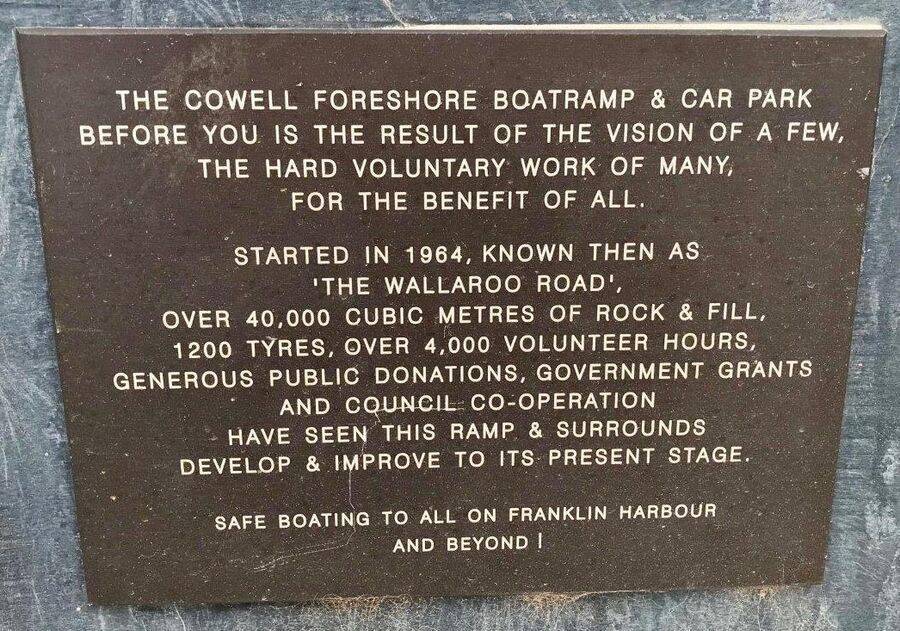 THE COWELL FORESHORE BOATRAMP & CAR PARK
BEFORE YOU IS THE RESULT OF THE VISION OF A FEW,
THE HARD VOLUNTARY WORK OF MANY,
FOR THE BENEFIT OF ALL.
STARTED IN 1964, KNOWN THEN AS
'THE WALLAROO ROAD',
OVER 40,000 CUBIC METRES OF ROCK & FILL,
1200 TYRES, OVER 4,000 VOLUNTEER HOURS,
GENEROUS PUBLIC DONATIONS, GOVERNMENT GRANTS
AND COUNCIL CO-OPERATION
HAVE SEEN THIS RAMP & SURROUNDS
DEVELOP & IMPROVE TO ITS PRESENT STAGE.
SAFE BOATING TO ALL ON FRANKLIN HARBOUR
AND BEYOND !